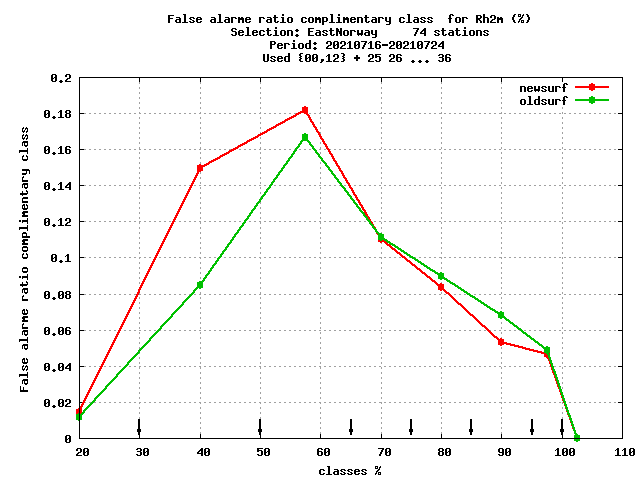 False alarme ratio complimentary class  for Rh2m (%)
Selection: EastNorway     74 stations
Period: 20210716-20210724
Used {00,12} + 25 26 ... 36
newsurf
oldsurf
False alarme ratio complimentary class
0.2
0.18
0.16
0.14
0.12
0.1
0.08
0.06
0.04
0.02
0
20 30 40 50 60 70 80 90 100 110
classes %